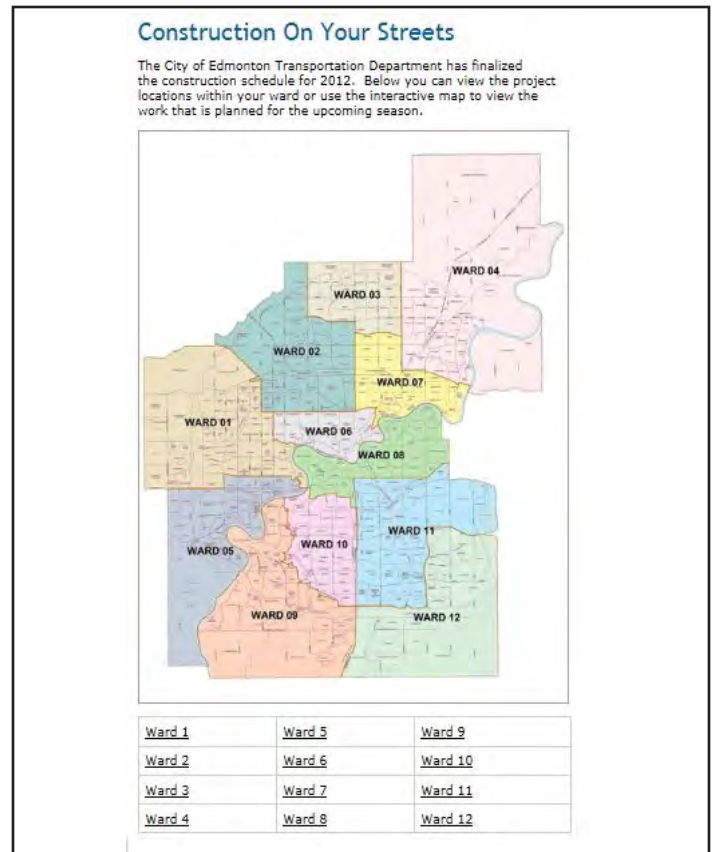 Construction On Your Streets
The City of Edmonton Transportation Department has finalized
the construction schedule for 2012. Below you can view the project
locations within your ward or use the interactive map to view the
work that is planned for the upcoming season.
WARD 04
WARD 03
WARD 02
WARD 07
WARD 01
WARD 06
WARD 08
WARD 11
WARD 10
WARD 05
WARD 09
WARD 12
Ward 1 Ward 5 Ward 9
Ward 2 Ward 6 Ward 10
Ward 3 Ward 7 Ward 11
Ward 4 Ward 8 Ward 12